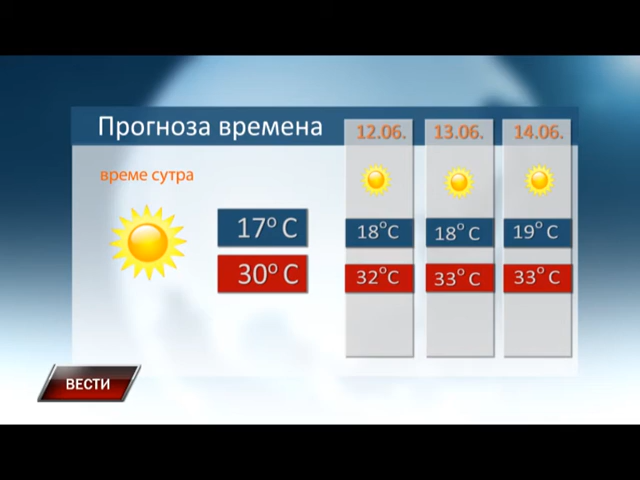 Прогноза времена
време сутра
17°C
30°C
12.06.
18°C
32°C
13.06.
18°C
33°C
14.06.
19°C
33°C
ВЕСТИ